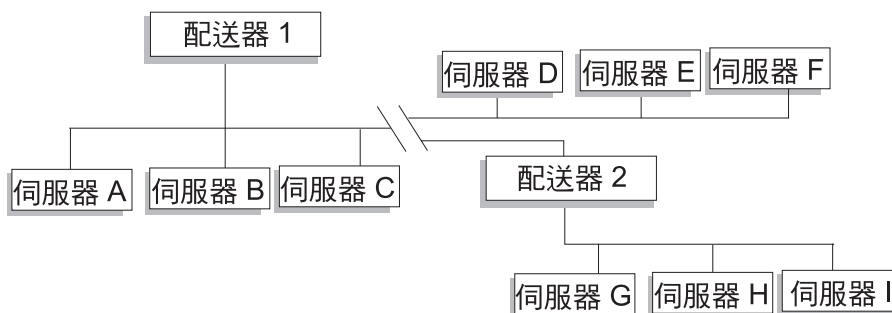 配送器 1
伺服器 D
伺服器 E
伺服器 F
伺服器 A
伺服器 B
伺服器 C
配送器 2
伺服器 G
伺服器 H
伺服器 I